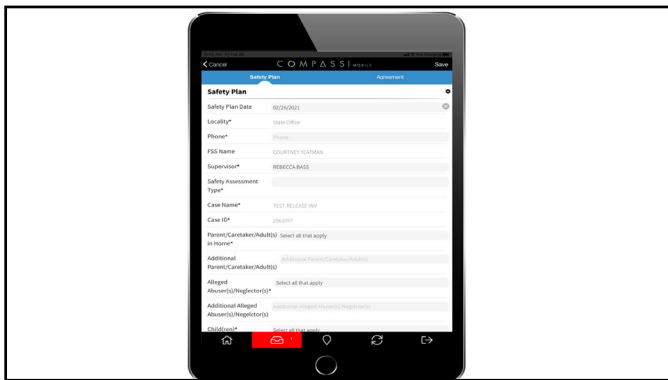 Cancel
COMPASS | MOBILE
Save
Safety Plan
Agreement
Safety Plan
Safety Plan Date
02/26/2021
Locality*
State Office
Phone*
Phone
FSS Name
COURTNEY YEATMAN
Supervisor*
REBECCA BASS
Safety Assessment
Type*
Case Name*
TEST RELEASE INV
Case ID*
Parent/Caretaker/Adult(s)
in Home*
Select all that apply
Additional
Parent/Caretaker/Adult(s)
Additional Parent/Caretaker/Adult(s)
Alleged
Abuser(s)/Neglector(s)*
Select all that apply
Additional Alleged
Abuser(s)/Negelctor(s)
Additional Alleged Abuser(s)/Negelctor(s)
Child(ren)*
Select all that apply